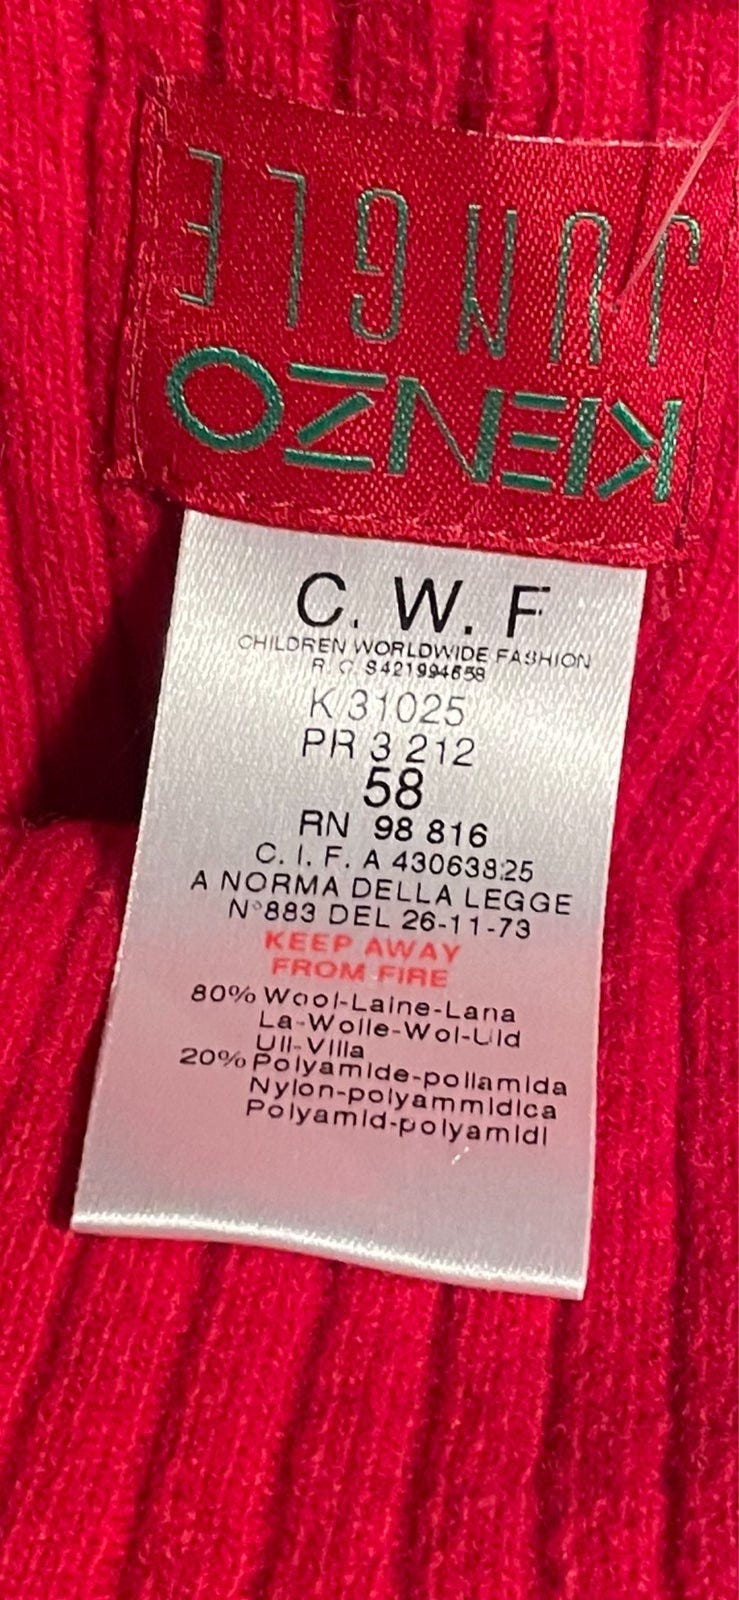 KENZO
JUNGLE
C. W. F
CHILDREN WORLDWIDE FASHION
R. C. S421994658
K 31025
PR 3 212
58
RN 98 816
C. I. F. A 43063825
A NORMA DELLA LEGGE
N°883 DEL 26-11-73
KEEP AWAY
FROM FIRE
80% Wool-Laine-Lana
La-Wolle-Wol-Uld
Ull-Villa
20% Polyamide-poliamida
Nylon-polyammidica
Polyamid-polyamidi